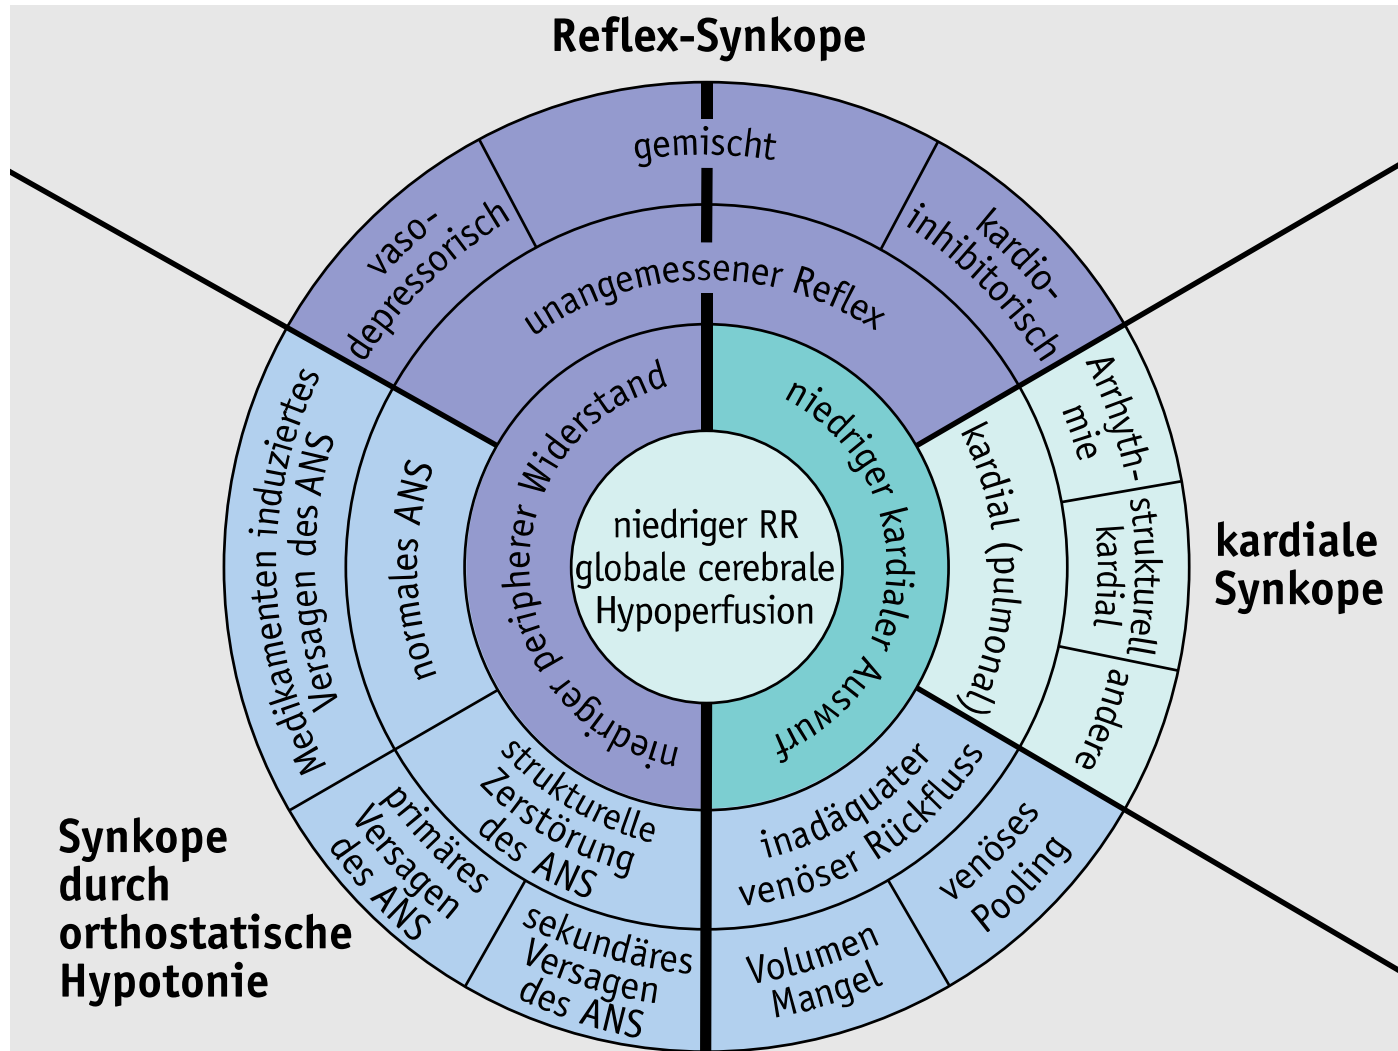 Reflex-Synkope
gemischt
vaso-
depressorisch
kardio-
inhibitorisch
unangemessener Reflex
niedriger peripherer Widerstand
niedriger kardialer Auswurf
niedriger RR
globale cerebrale
Hypoperfusion
Medikamenten induziertes
Versagen des ANS
normales ANS
kardial (pulmonal)
Arrhyth-
mie
strukturell
kardial
andere
kardiale
Synkope
strukturelle
Zerstörung
des ANS
primäres
Versagen
des ANS
sekundäres
Versagen
des ANS
inadäquater
venöser Rückfluss
venöses
Pooling
Volumen
Mangel
Synkope
durch
orthostatische
Hypotonie